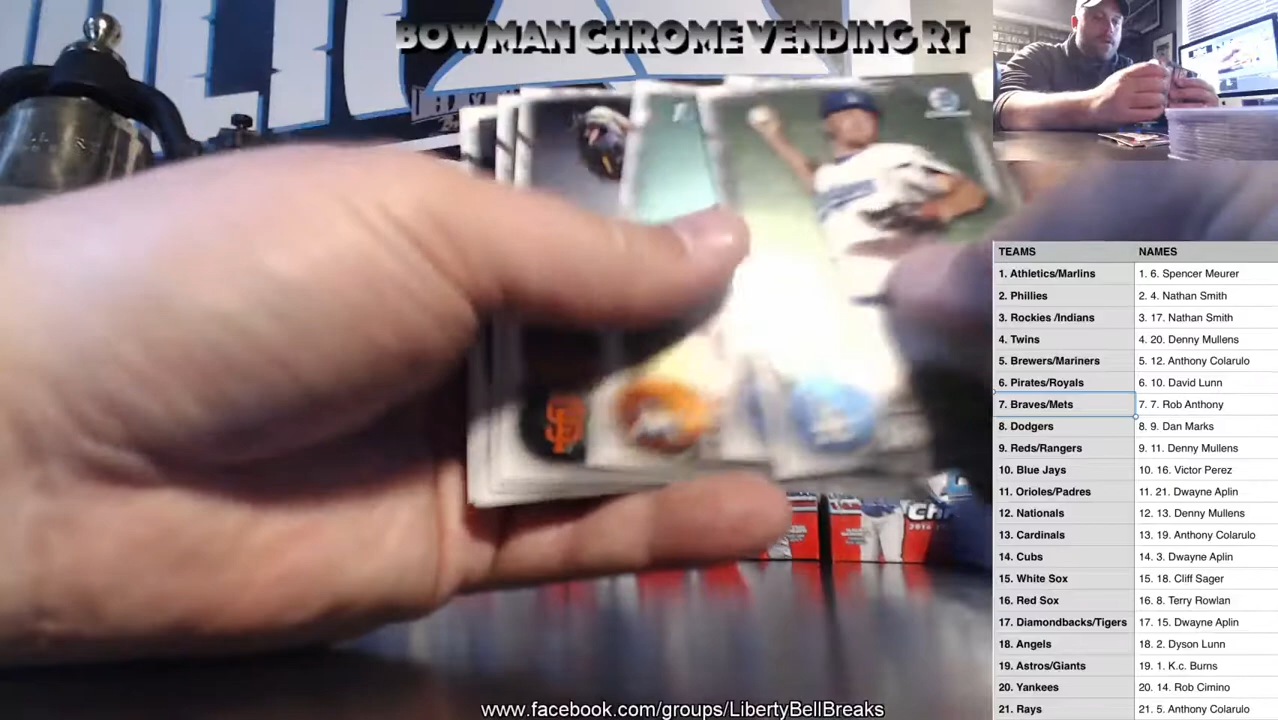 BOWMAN CHROME VENDING RT
TEAMS NAMES
1. Athletics/Marlins 1. 6. Spencer Meurer
2. Phillies 2. 4. Nathan Smith
3. Rockies /Indians 3. 17. Nathan Smith
4. Twins 4. 20. Denny Mullens
5. Brewers/Mariners 5. 12. Anthony Colarulo
6. Pirates/Royals 6. 10. David Lunn
7. Braves/Mets 7. 7. Rob Anthony
8. Dodgers 8. 9. Dan Marks
9. Reds/Rangers 9. 11. Denny Mullens
10. Blue Jays 10. 16. Victor Perez
11. Orioles/Padres 11. 21. Dwayne Aplin
12. Nationals 12. 13. Denny Mullens
13. Cardinals 13. 19. Anthony Colarulo
14. Cubs 14. 3. Dwayne Aplin
15. White Sox 15. 18. Cliff Sager
16. Red Sox 16. 8. Terry Rowlan
17. Diamondbacks/Tigers 17. 15. Dwayne Aplin
18. Angels 18. 2. Dyson Lunn
19. Astros/Giants 19. 1. K.c. Burns
20. Yankees 20. 14. Rob Cimino
21. Rays 21. 5. Anthony Colarulo
SF
www.facebook.com/groups/LibertyBellBreaks